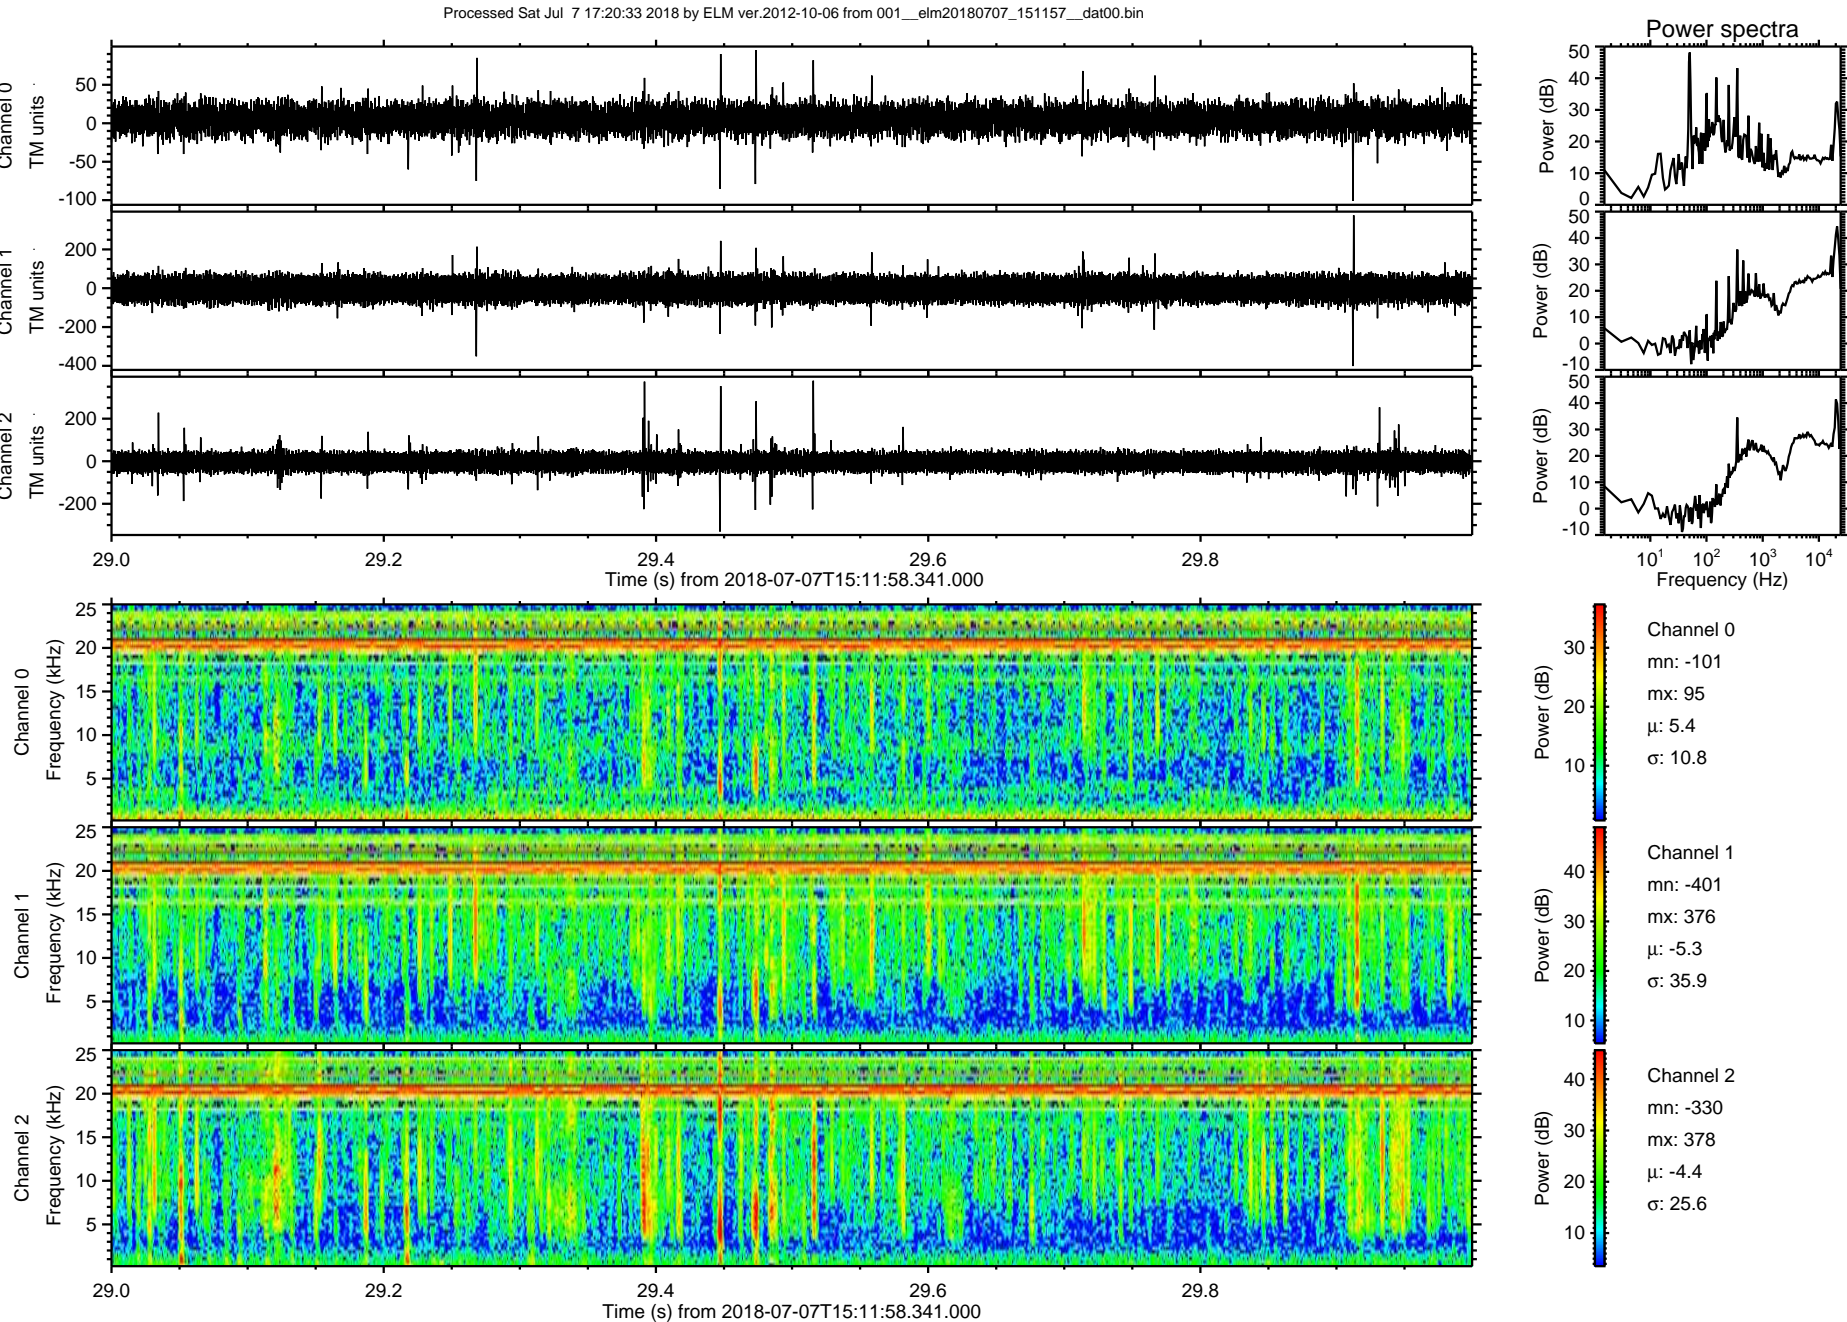 Processed Sat Jul 7 17:20:33 2018 by ELM ver.2012-10-06 from 001__elm20180707_151157__dat00.bin
Power spectra
Channel 0
TM units
50
0
-50
-100
Power (dB)
50
40
30
20
10
0
Channel 1
TM units
200
0
-200
-400
Power (dB)
50
40
30
20
10
0
-10
Channel 2
TM units
200
0
-200
Power (dB)
50
40
30
20
10
0
-10
29.0 29.2 29.4 29.6 29.8
Time (s) from 2018-07-07T15:11:58.341.000
10^1 10^2 10^3 10^4
Frequency (Hz)
Channel 0
Frequency (kHz)
25
20
15
10
5
Power (dB)
30
20
10
Channel 0
mn: -101
mx: 95
μ: 5.4
σ: 10.8
Channel 1
Frequency (kHz)
25
20
15
10
5
Power (dB)
40
30
20
10
Channel 1
mn: -401
mx: 376
μ: -5.3
σ: 35.9
Channel 2
Frequency (kHz)
25
20
15
10
5
Power (dB)
40
30
20
10
Channel 2
mn: -330
mx: 378
μ: -4.4
σ: 25.6
29.0 29.2 29.4 29.6 29.8
Time (s) from 2018-07-07T15:11:58.341.000